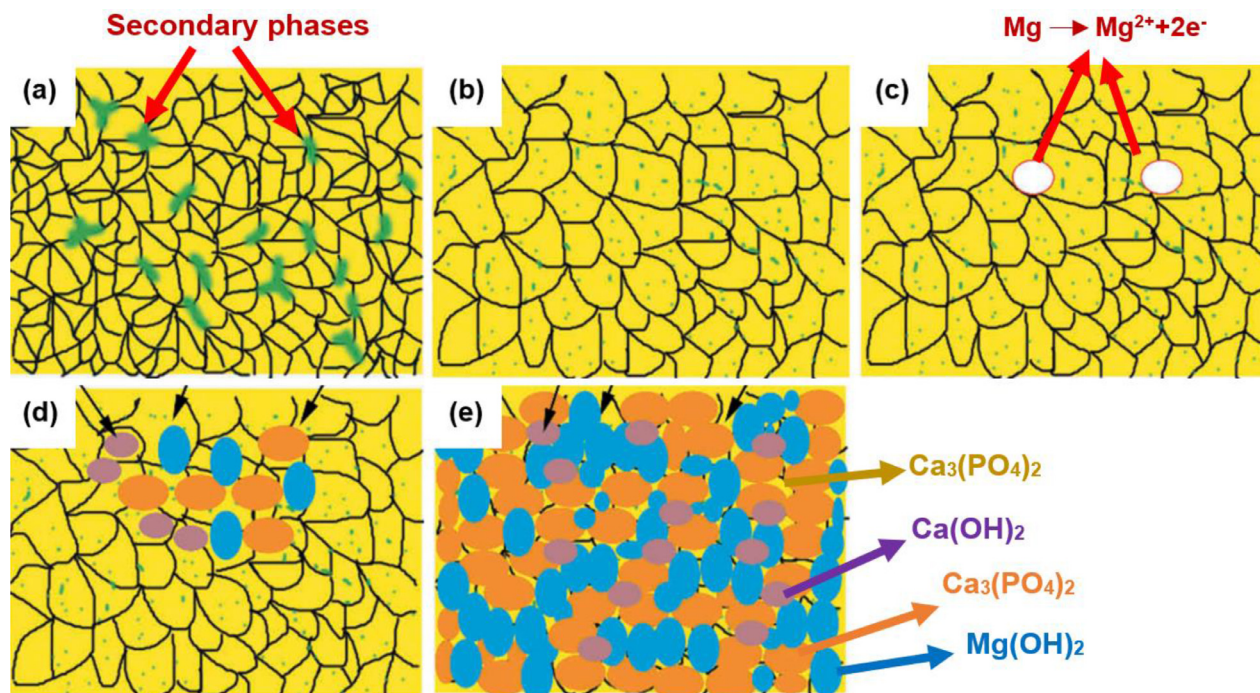 Secondary phases
Mg → Mg²⁺+2e⁻
(a)
(b)
(c)
(d)
(e)
Ca₃(PO₄)₂
Ca(OH)₂
Ca₃(PO₄)₂
Mg(OH)₂